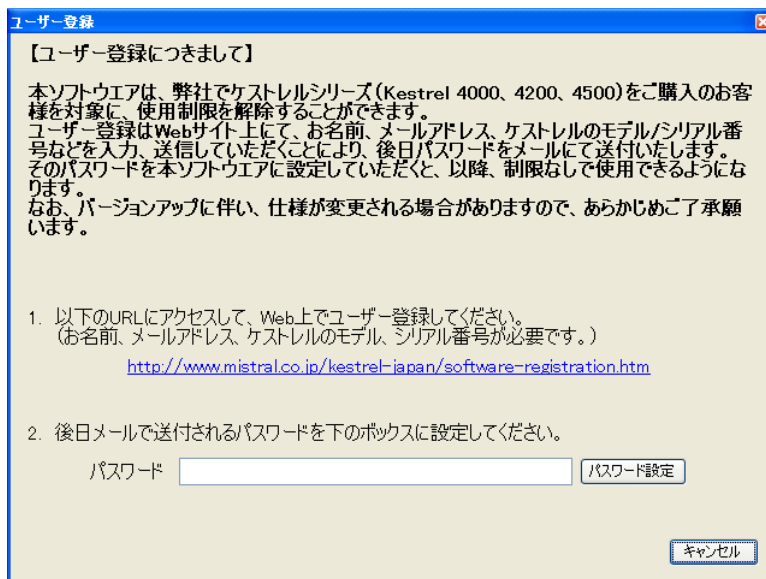 ユーザー登録
【ユーザー登録につきまして】
本ソフトウエアは、弊社でケストレルシリーズ(Kestrel 4000、4200、4500)をご購入のお客
様を対象に、使用制限を解除することができます。
ユーザー登録はWebサイト上にて、お名前、メールアドレス、ケストレルのモデル/シリアル番
号などを入力、送信していただくことにより、後日パスワードをメールにて送付いたします。
そのパスワードを本ソフトウエアに設定していただくと、以降、制限なしで使用できるようにな
ります。
なお、バージョンアップに伴い、仕様が変更される場合がありますので、あらかじめご了承願
います。
1. 以下のURLにアクセスして、Web上でユーザー登録してください。
(お名前、メールアドレス、ケストレルのモデル、シリアル番号が必要です。)
http://www.mistral.co.jp/kestrel-japan/software-registration.htm
2. 後日メールで送付されるパスワードを下のボックスに設定してください。
パスワード パスワード設定
キャンセル